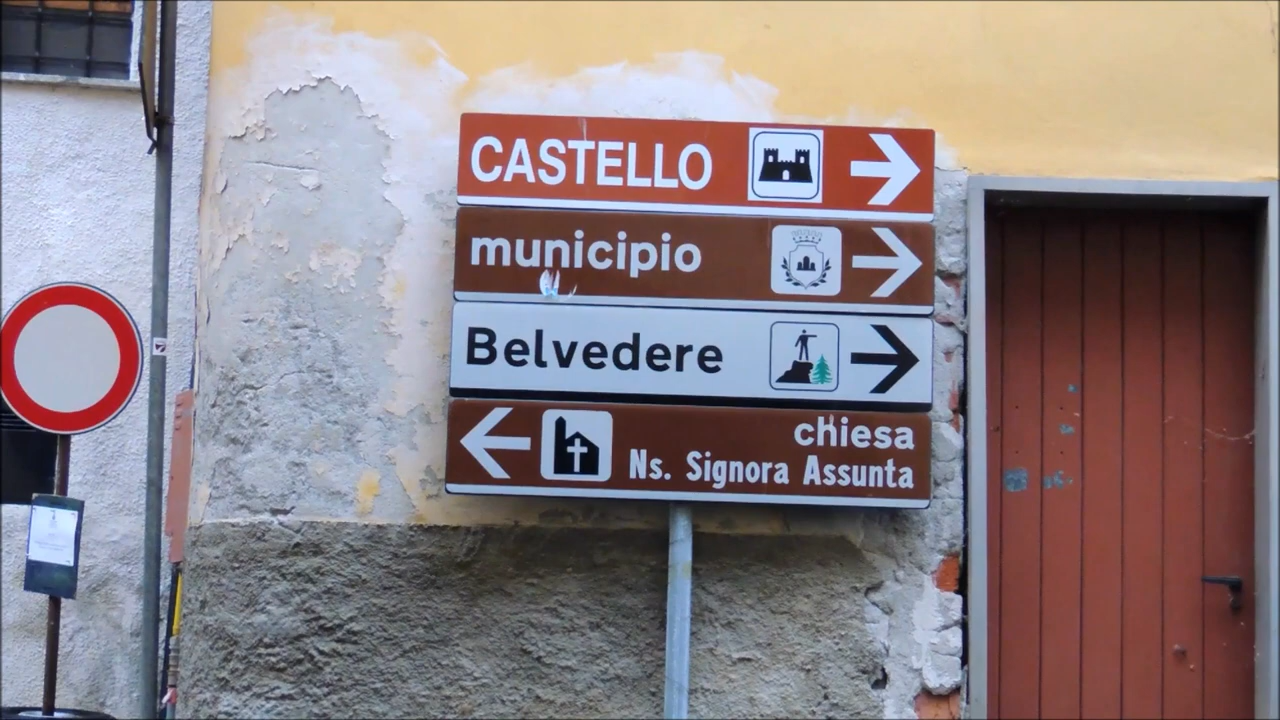 CASTELLO
municipio
Belvedere
chiesa
Ns. Signora Assunta